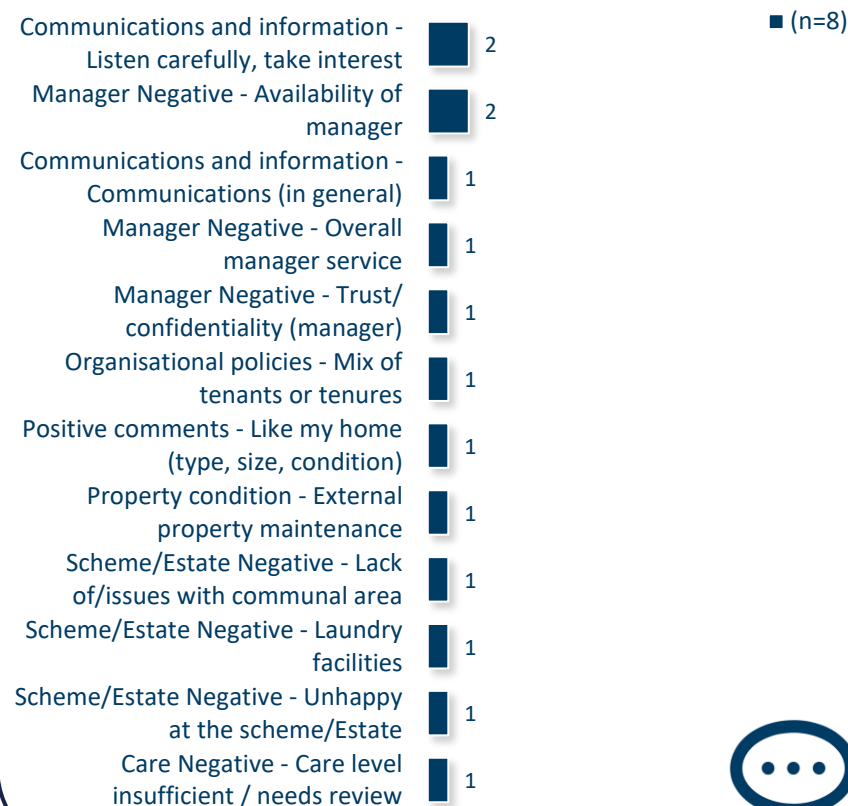 Communications and information -
Listen carefully, take interest
2
(n=8)
Manager Negative - Availability of
manager
2
Communications and information -
Communications (in general)
1
Manager Negative - Overall
manager service
1
Manager Negative - Trust/
confidentiality (manager)
1
Organisational policies - Mix of
tenants or tenures
1
Positive comments - Like my home
(type, size, condition)
1
Property condition - External
property maintenance
1
Scheme/Estate Negative - Lack
of/issues with communal area
1
Scheme/Estate Negative - Laundry
facilities
1
Scheme/Estate Negative - Unhappy
at the scheme/Estate
1
Care Negative - Care level
insufficient / needs review
1